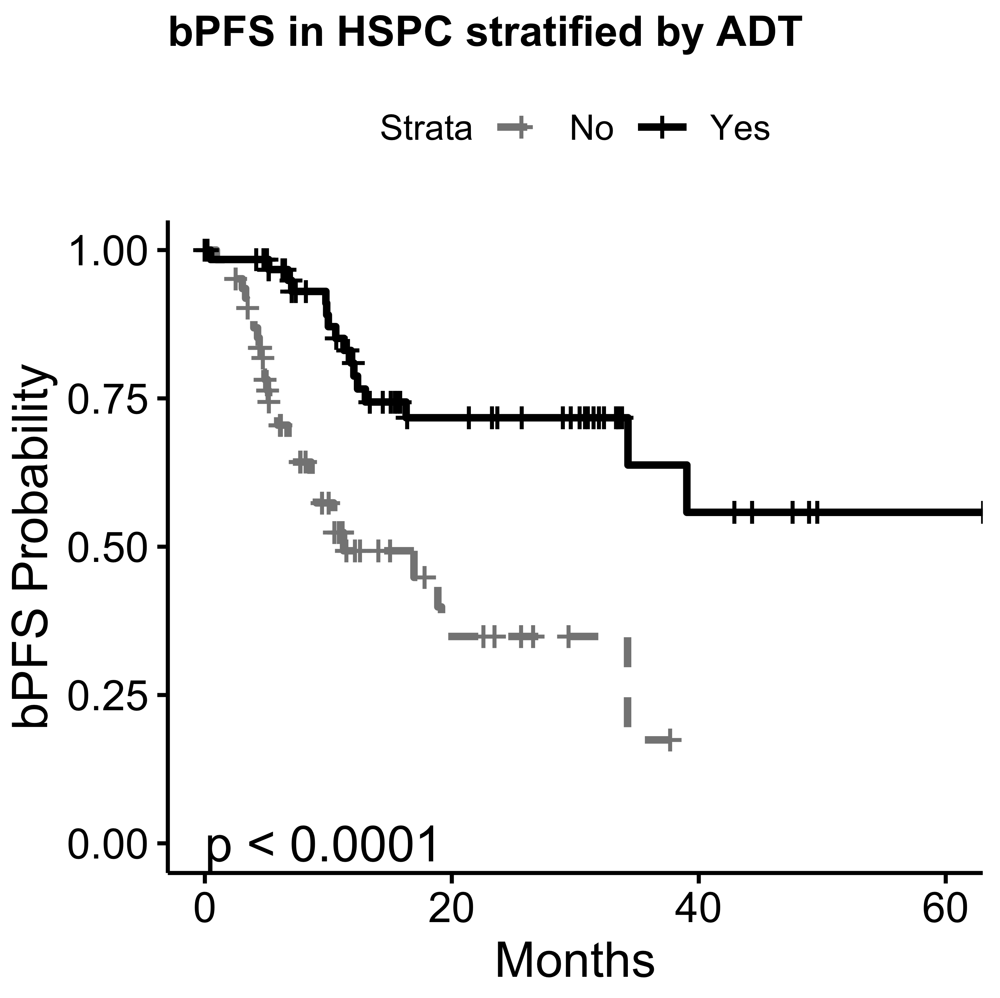 bPFS in HSPC stratified by ADT
Strata No Yes
bPFS Probability
1.00
0.75
0.50
0.25
0.00
p < 0.0001
0 20 40 60
Months